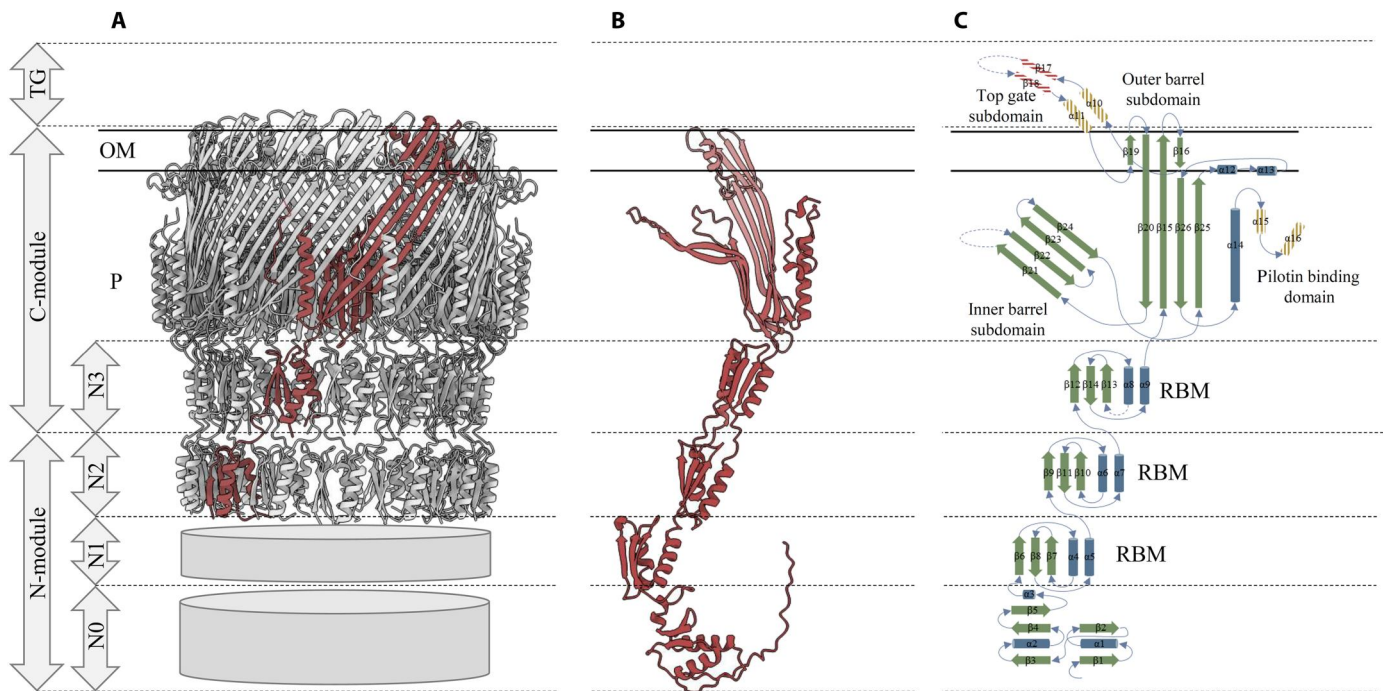 A
B
C
TG
OM
C-module
P
N3
N2
N-module
N1
N0
β17
β18
Outer barrel
subdomain
Top gate
subdomain
α10
α11
β19
β16
α12
α13
β24
β23
β22
β21
β20
β15
β26
β25
α14
α15
α16
Pilotin binding
domain
Inner barrel
subdomain
β12
β14
β13
α8
α9
RBM
β9
β11
β10
α6
α7
RBM
β6
β8
β7
α4
α5
RBM
α3
β5
β4
β2
α2
α1
β3
β1